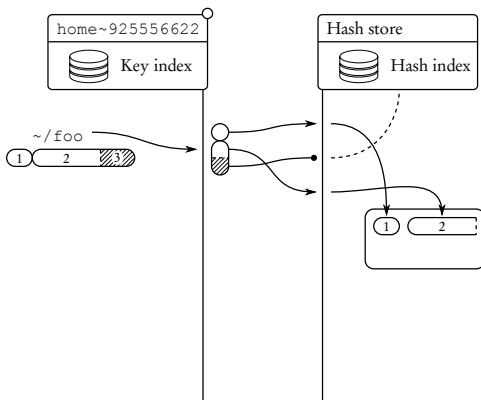 home~925556622
Key index
Hash store
Hash index
~/foo
1 2 3
1 2